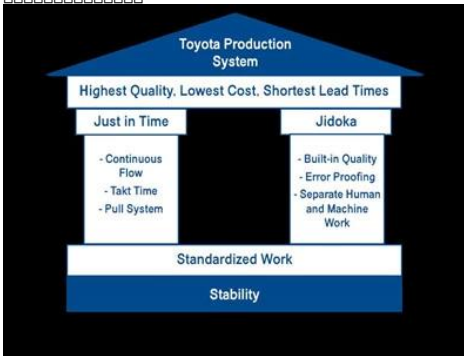 Toyota Production
System
Highest Quality, Lowest Cost, Shortest Lead Times
Just in Time
- Continuous
Flow
- Takt Time
- Pull System
Jidoka
- Built-in Quality
- Error Proofing
- Separate Human
and Machine
Work
Standardized Work
Stability